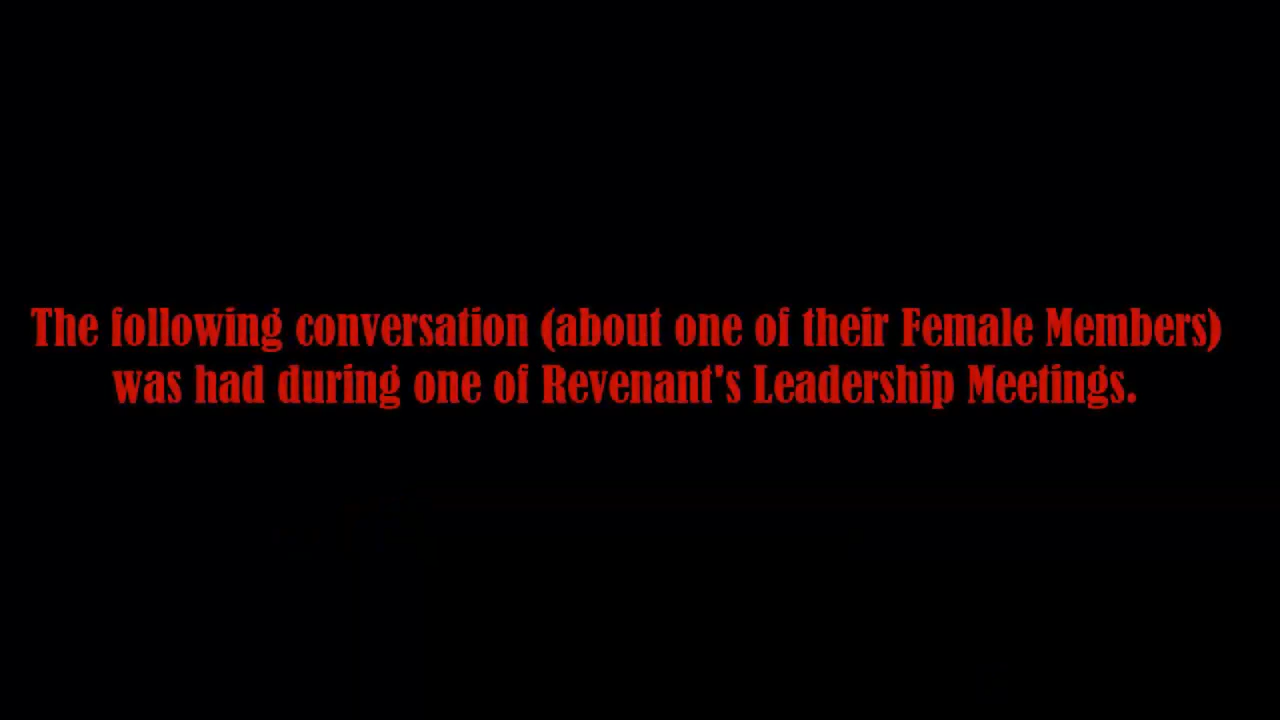 The following conversation (about one of their Female Members)
was had during one of Revenant's Leadership Meetings.